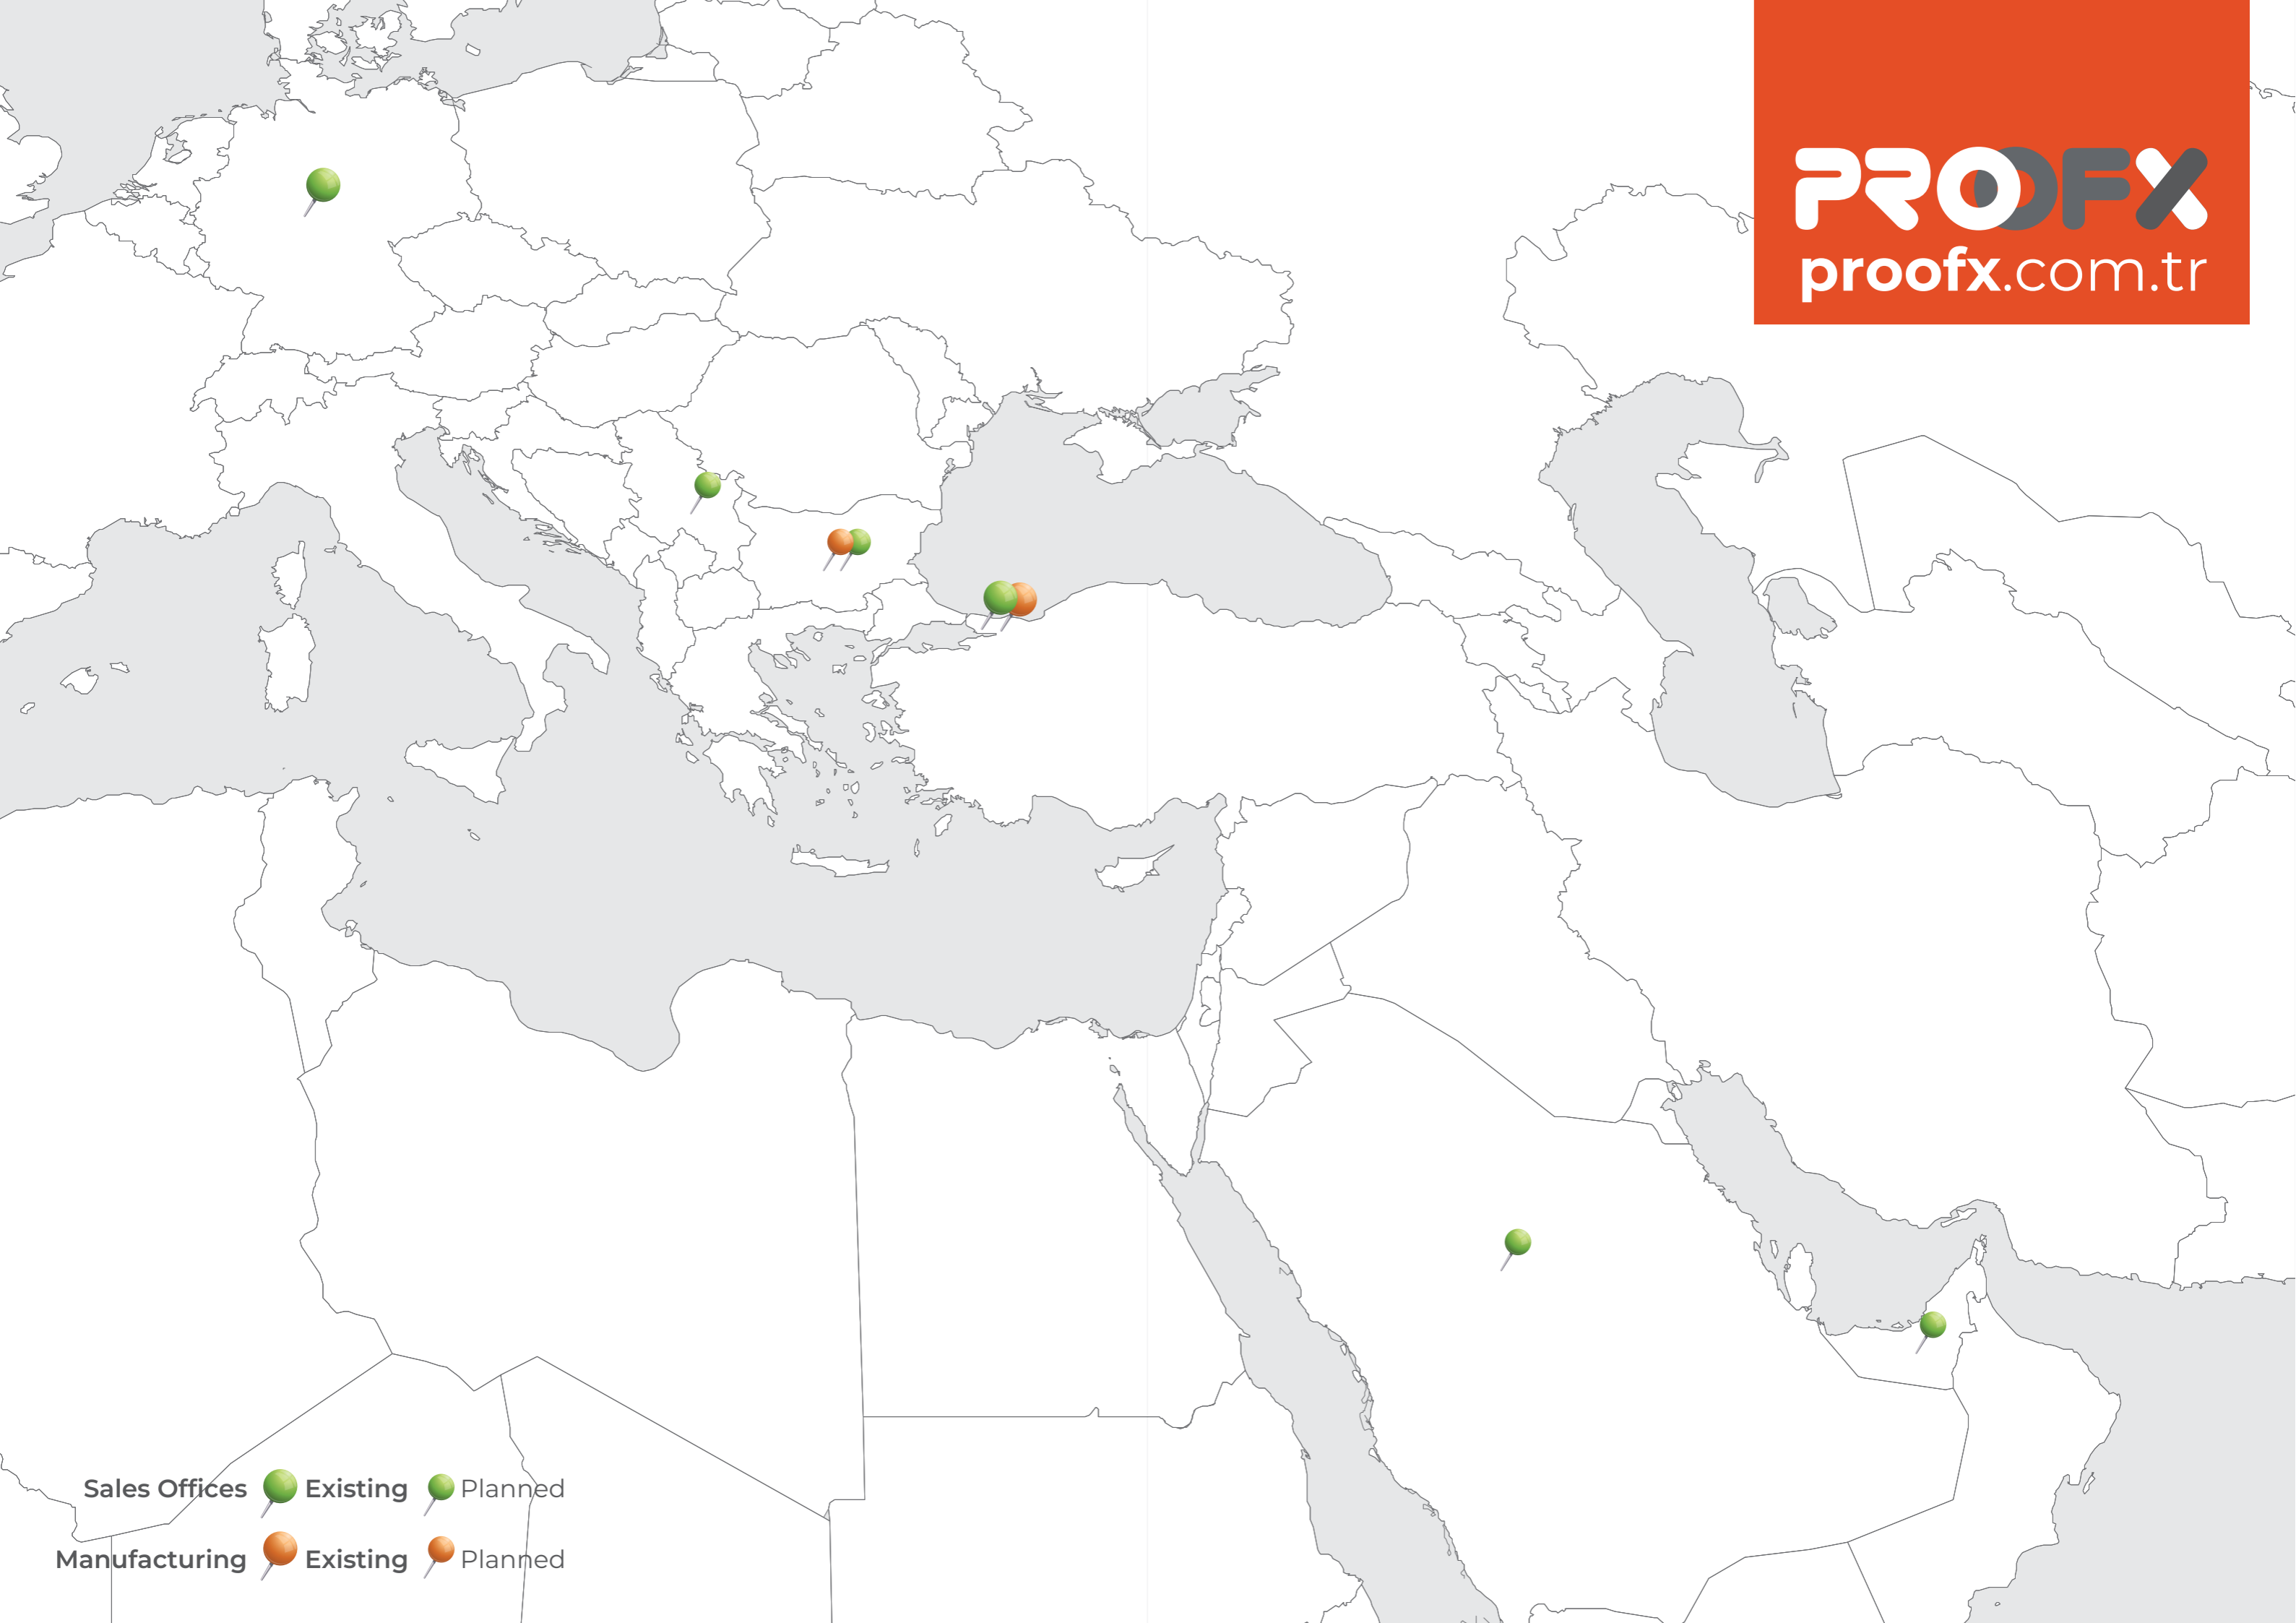 PROOFX
proofx.com.tr
Sales Offices Existing Planned
Manufacturing Existing Planned